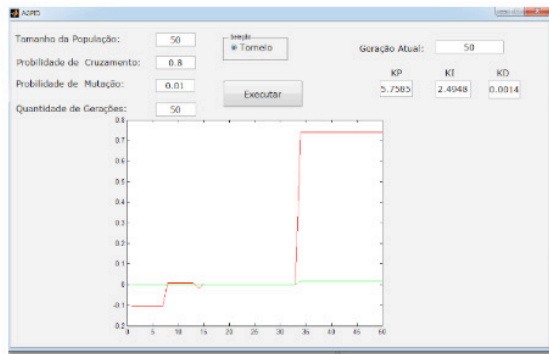 AGPID
Tamanho da População: 50
Probilidade de Cruzamento: 0.8
Probilidade de Mutação: 0.01
Quantidade de Gerações: 50
Seleção
Torneio
Executar
Geração Atual: 50
KP KI KD
5.7585 2.4948 0.0014
0.8
0.7
0.6
0.5
0.4
0.3
0.2
0.1
0
-0.1
-0.2
0 5 10 15 20 25 30 35 40 45 50 60